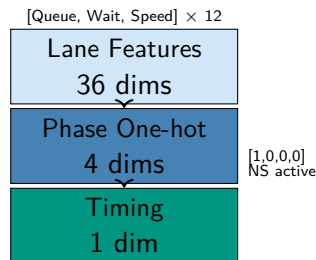 [Queue, Wait, Speed] × 12
Lane Features
36 dims
Phase One-hot
4 dims
[1,0,0,0]
NS active
Timing
1 dim